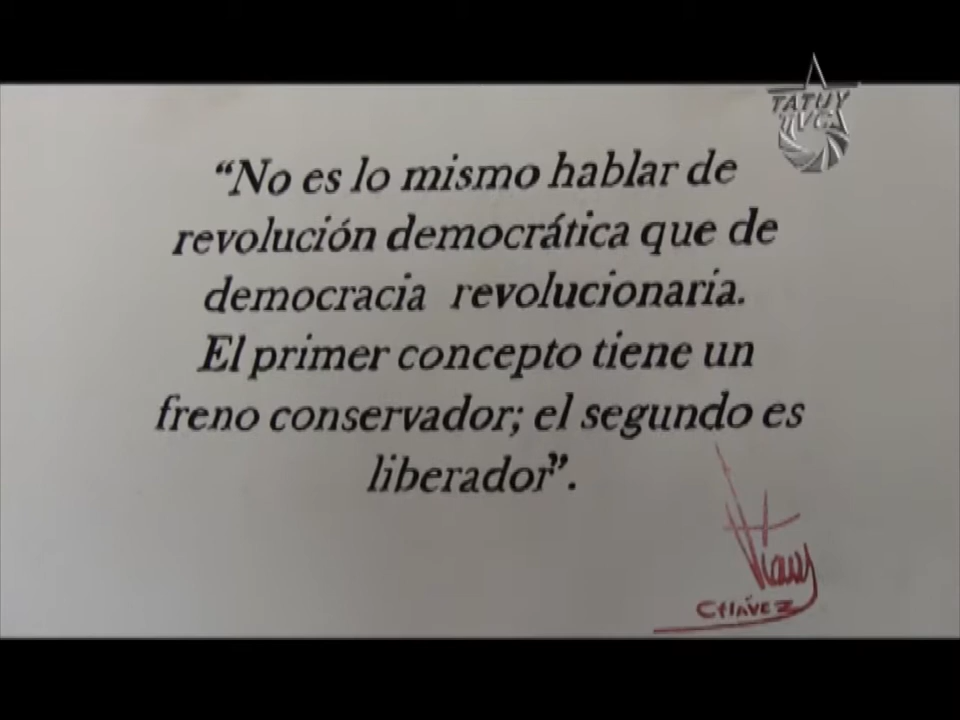 TATUY
TVC
“No es lo mismo hablar de
revolución democrática que de
democracia revolucionaria.
El primer concepto tiene un
freno conservador; el segundo es
liberador”.
CHÁVEZ